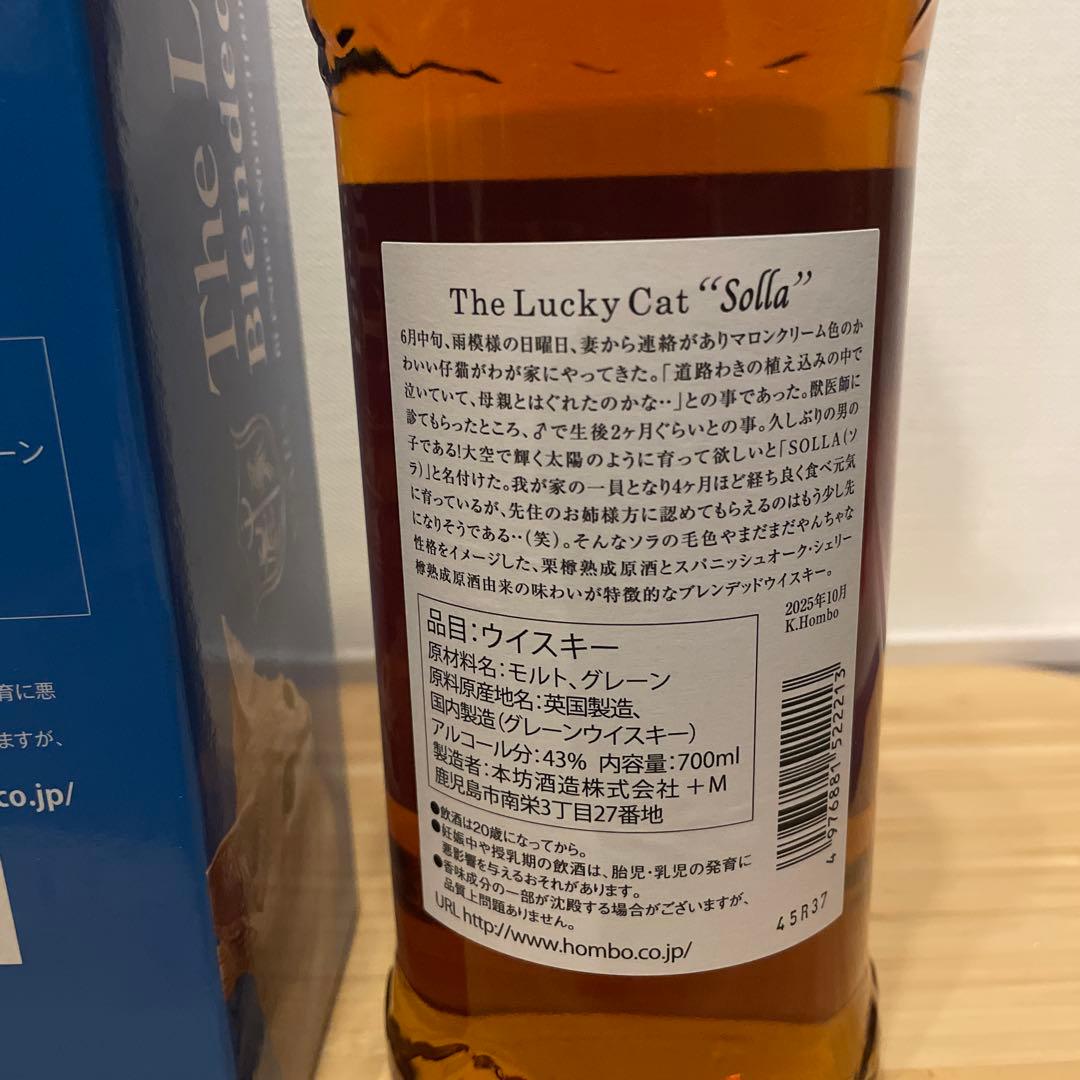 The L
Blended
ーン
育に悪
ますが、
co.jp/
The Lucky Cat “Solla”
6月中旬、雨模様の日曜日、妻から連絡がありマロンクリーム色のか
わいい仔猫がわが家にやってきた。「道路わきの植え込みの中で
泣いていて、母親とはぐれたのかな‥」との事であった。獣医師に
診てもらったところ、♂で生後2ヶ月ぐらいとの事。久しぶりの男の
子である!大空で輝く太陽のように育って欲しいと「SOLLA(ソ
ラ)」と名付けた。我が家の一員となり4ヶ月ほど経ち良く食べ元気
に育っているが、先住のお姉様方に認めてもらえるのはもう少し先
になりそうである‥(笑)。そんなソラの毛色やまだまだやんちゃな
性格をイメージした、栗樽熟成原酒とスパニッシュオーク・シェリー
樽熟成原酒由来の味わいが特徴的なブレンデッドウイスキー。
2025年10月
K.Hombo
品目:ウイスキー
原材料名:モルト、グレーン
原料原産地名:英国製造、
国内製造(グレーンウイスキー)
アルコール分:43% 内容量:700ml
製造者:本坊酒造株式会社 +M
鹿児島市南栄3丁目27番地
●飲酒は20歳になってから。
●妊娠中や授乳期の飲酒は、胎児・乳児の発育に
悪影響を与えるおそれがあります。
●香味成分の一部が沈殿する場合がございますが、
品質上問題ありません。
URL http://www.hombo.co.jp/
4 976881 522213
45R37